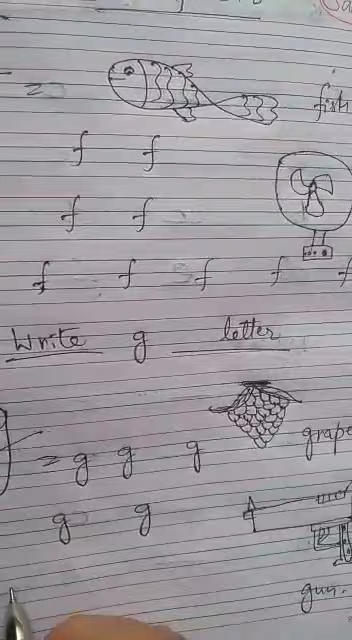 = fish
f f
f f
f f f f f
Write g letter
g = g g g grape
g g
gun.